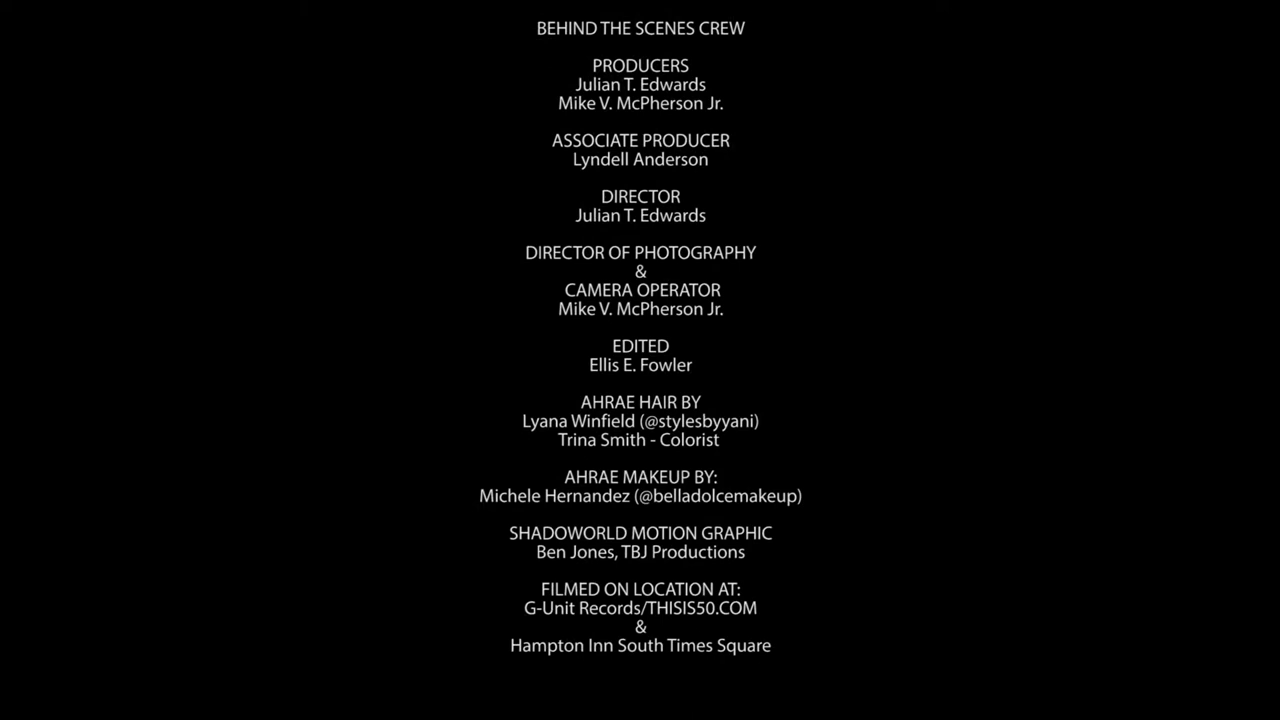 BEHIND THE SCENES CREW
PRODUCERS
Julian T. Edwards
Mike V. McPherson Jr.
ASSOCIATE PRODUCER
Lyndell Anderson
DIRECTOR
Julian T. Edwards
DIRECTOR OF PHOTOGRAPHY
&
CAMERA OPERATOR
Mike V. McPherson Jr.
EDITED
Ellis E. Fowler
AHRAE HAIR BY
Lyana Winfield (@stylesbyyani)
Trina Smith - Colorist
AHRAE MAKEUP BY:
Michele Hernandez (@belladolcemakeup)
SHADOWORLD MOTION GRAPHIC
Ben Jones, TBJ Productions
FILMED ON LOCATION AT:
G-Unit Records/THISIS50.COM
&
Hampton Inn South Times Square